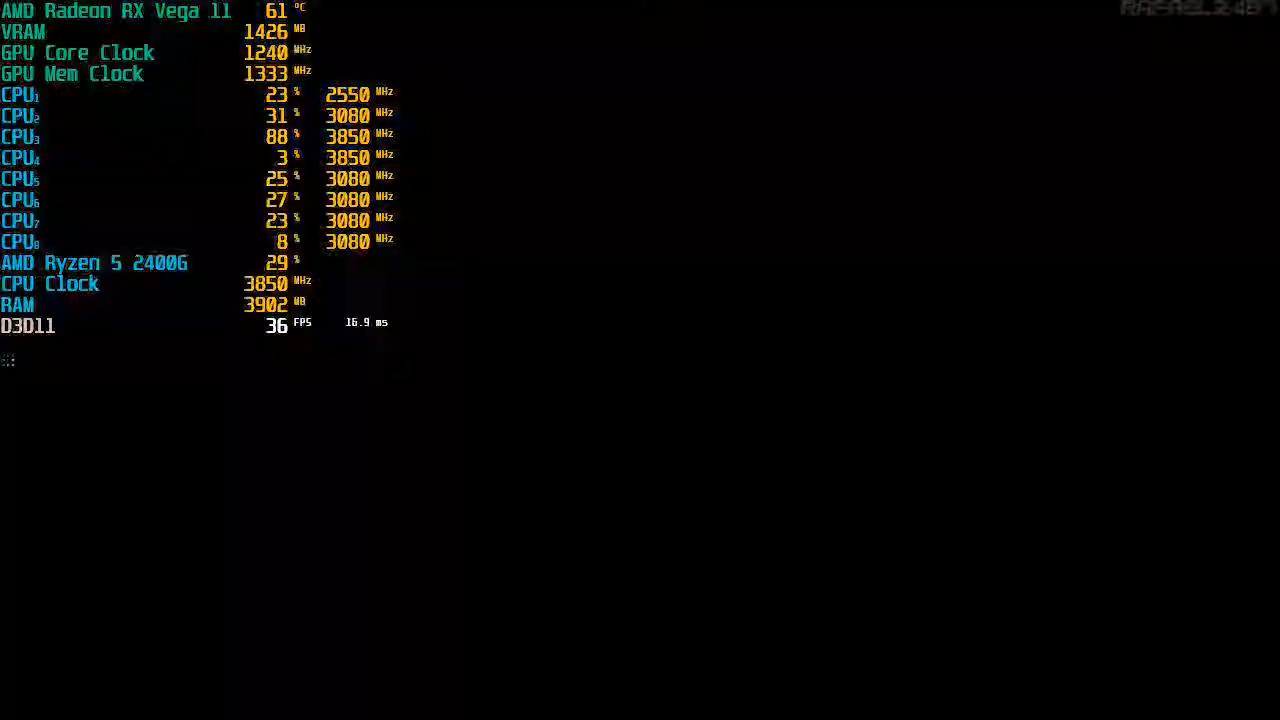 AMD Radeon RX Vega 11 61 °C
VRAM 1426 MB
GPU Core Clock 1240 MHz
GPU Mem Clock 1333 MHz
CPU1 23 % 2550 MHz
CPU2 31 % 3080 MHz
CPU3 88 % 3850 MHz
CPU4 3 % 3850 MHz
CPU5 25 % 3080 MHz
CPU6 27 % 3080 MHz
CPU7 23 % 3080 MHz
CPU8 8 % 3080 MHz
AMD Ryzen 5 2400G 29 %
CPU Clock 3850 MHz
RAM 3902 MB
D3D11 36 FPS 16.9 ms